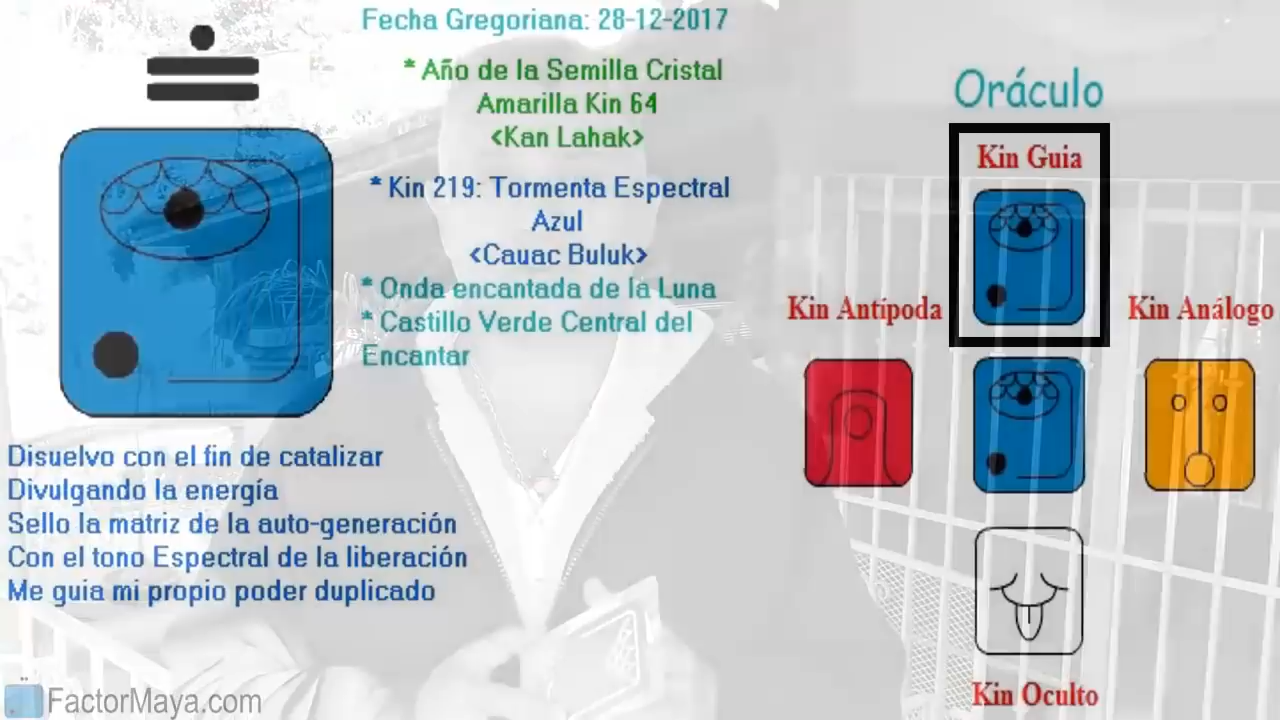 Fecha Gregoriana: 28-12-2017
* Año de la Semilla Cristal
Amarilla Kin 64
<Kan Lahak>
* Kin 219: Tormenta Espectral
Azul
<Cauac Buluk>
* Onda encantada de la Luna
* Castillo Verde Central del
Encantar
Disuelvo con el fin de catalizar
Divulgando la energía
Sello la matriz de la auto-generación
Con el tono Espectral de la liberación
Me guia mi propio poder duplicado
Oráculo
Kin Guia
Kin Antípoda
Kin Análogo
Kin Oculto
FactorMaya.com